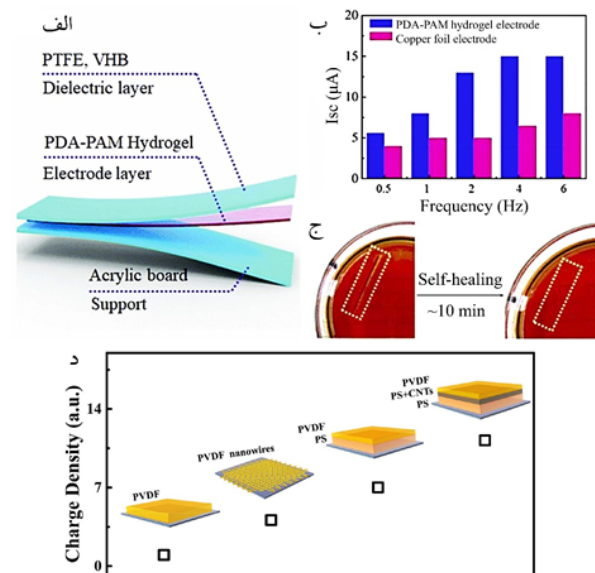 الف
PTFE, VHB
Dielectric layer
PDA-PAM Hydrogel
Electrode layer
Acrylic board
Support
ب
PDA-PAM hydrogel electrode
Copper foil electrode
Isc (μA)
20
15
10
5
0
0.5 1 2 4 6
Frequency (Hz)
ج
Self-healing
~10 min
د
Charge Density (a.u.)
14
7
0
PVDF
PVDF nanowires
PVDF
PS
PVDF
PS+CNTs
PS